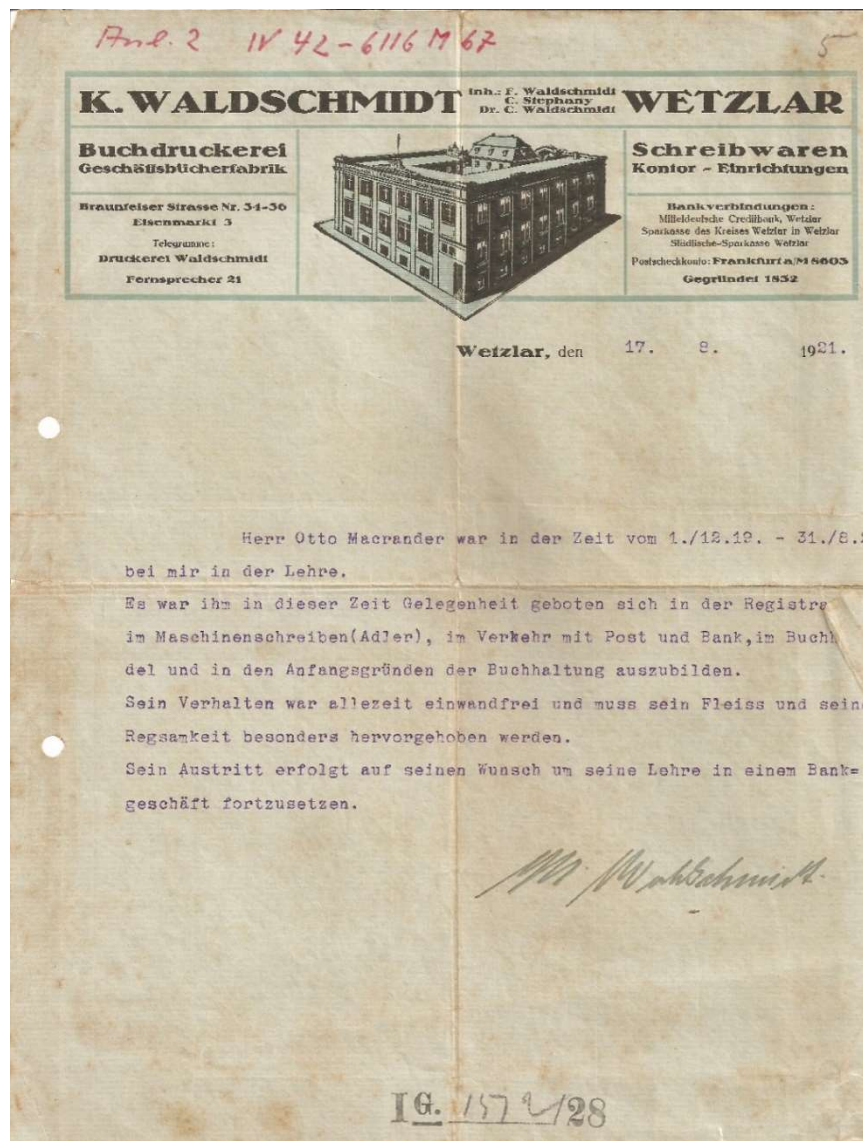 Anl. 2 IV 42-6116 M 67
5
K. WALDSCHMIDT
Inh.: F. Waldschmidt
C. Stephany
Dr. C. Waldschmidt
WETZLAR
Buchdruckerei
Geschäftsbücherfabrik
Braunfelser Strasse Nr. 34-36
Eisenmarkt 3
Telegramme:
Druckerei Waldschmidt
Fernsprecher 21
Schreibwaren
Kontor - Einrichtungen
Bankverbindungen:
Mitteldeutsche Creditbank, Wetzlar
Sparkasse des Kreises Wetzlar in Wetzlar
Städtische-Sparkasse Wetzlar
Postscheckkonto: Frankfurt a/M 8603
Gegründet 1832
Wetzlar, den 17. 8. 1921.
Herr Otto Macrander war in der Zeit vom 1./12.19. - 31./8.
bei mir in der Lehre.
Es war ihm in dieser Zeit Gelegenheit geboten sich in der Registra
im Maschinenschreiben(Adler), im Verkehr mit Post und Bank,im Buchh
del und in den Anfangsgründen der Buchhaltung auszubilden.
Sein Verhalten war allezeit einwandfrei und muss sein Fleiss und seine
Regsamkeit besonders hervorgehoben werden.
Sein Austritt erfolgt auf seinen Wunsch um seine Lehre in einem Bank=
geschäft fortzusetzen.
Waldschmidt.
I G. 157 /28